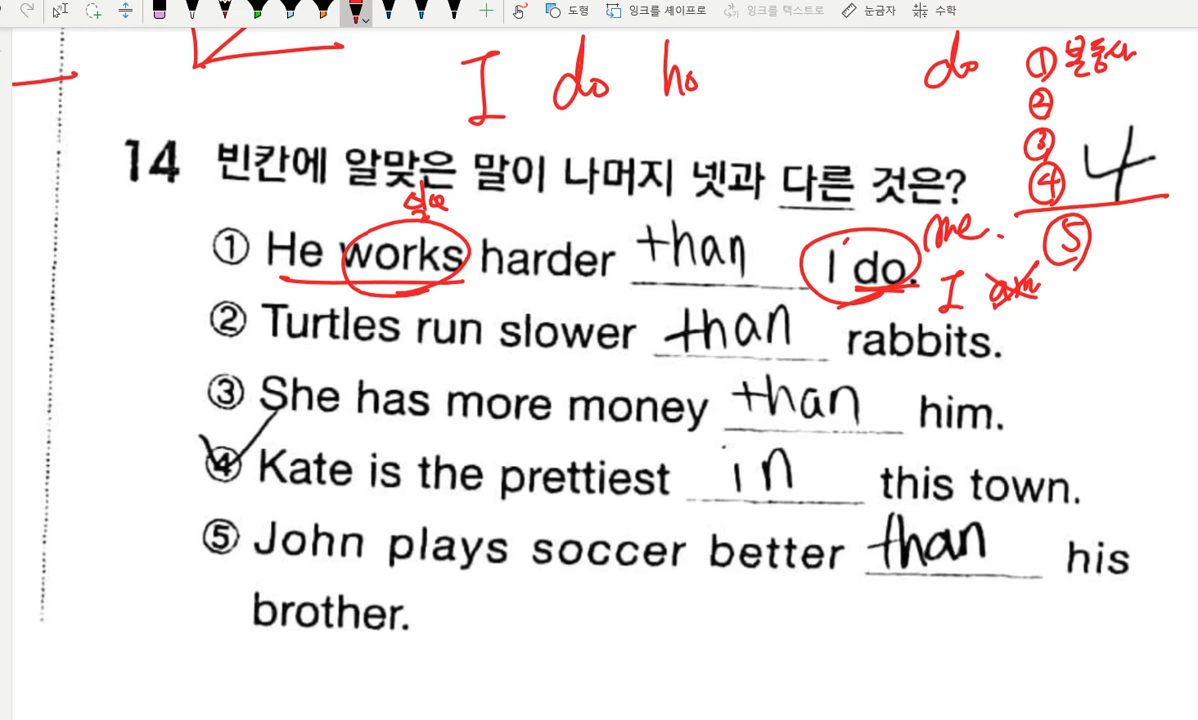 도형 잉크를 셰이프로 잉크를 텍스트로 눈금자 수학
I do ho do ① 본동사
②
③
④ 4
⑤
14 빈칸에 알맞은 말이 나머지 넷과 다른 것은?
① He works harder than I do. me.
I am
② Turtles run slower than rabbits.
③ She has more money than him.
④ Kate is the prettiest in this town.
⑤ John plays soccer better than his
brother.